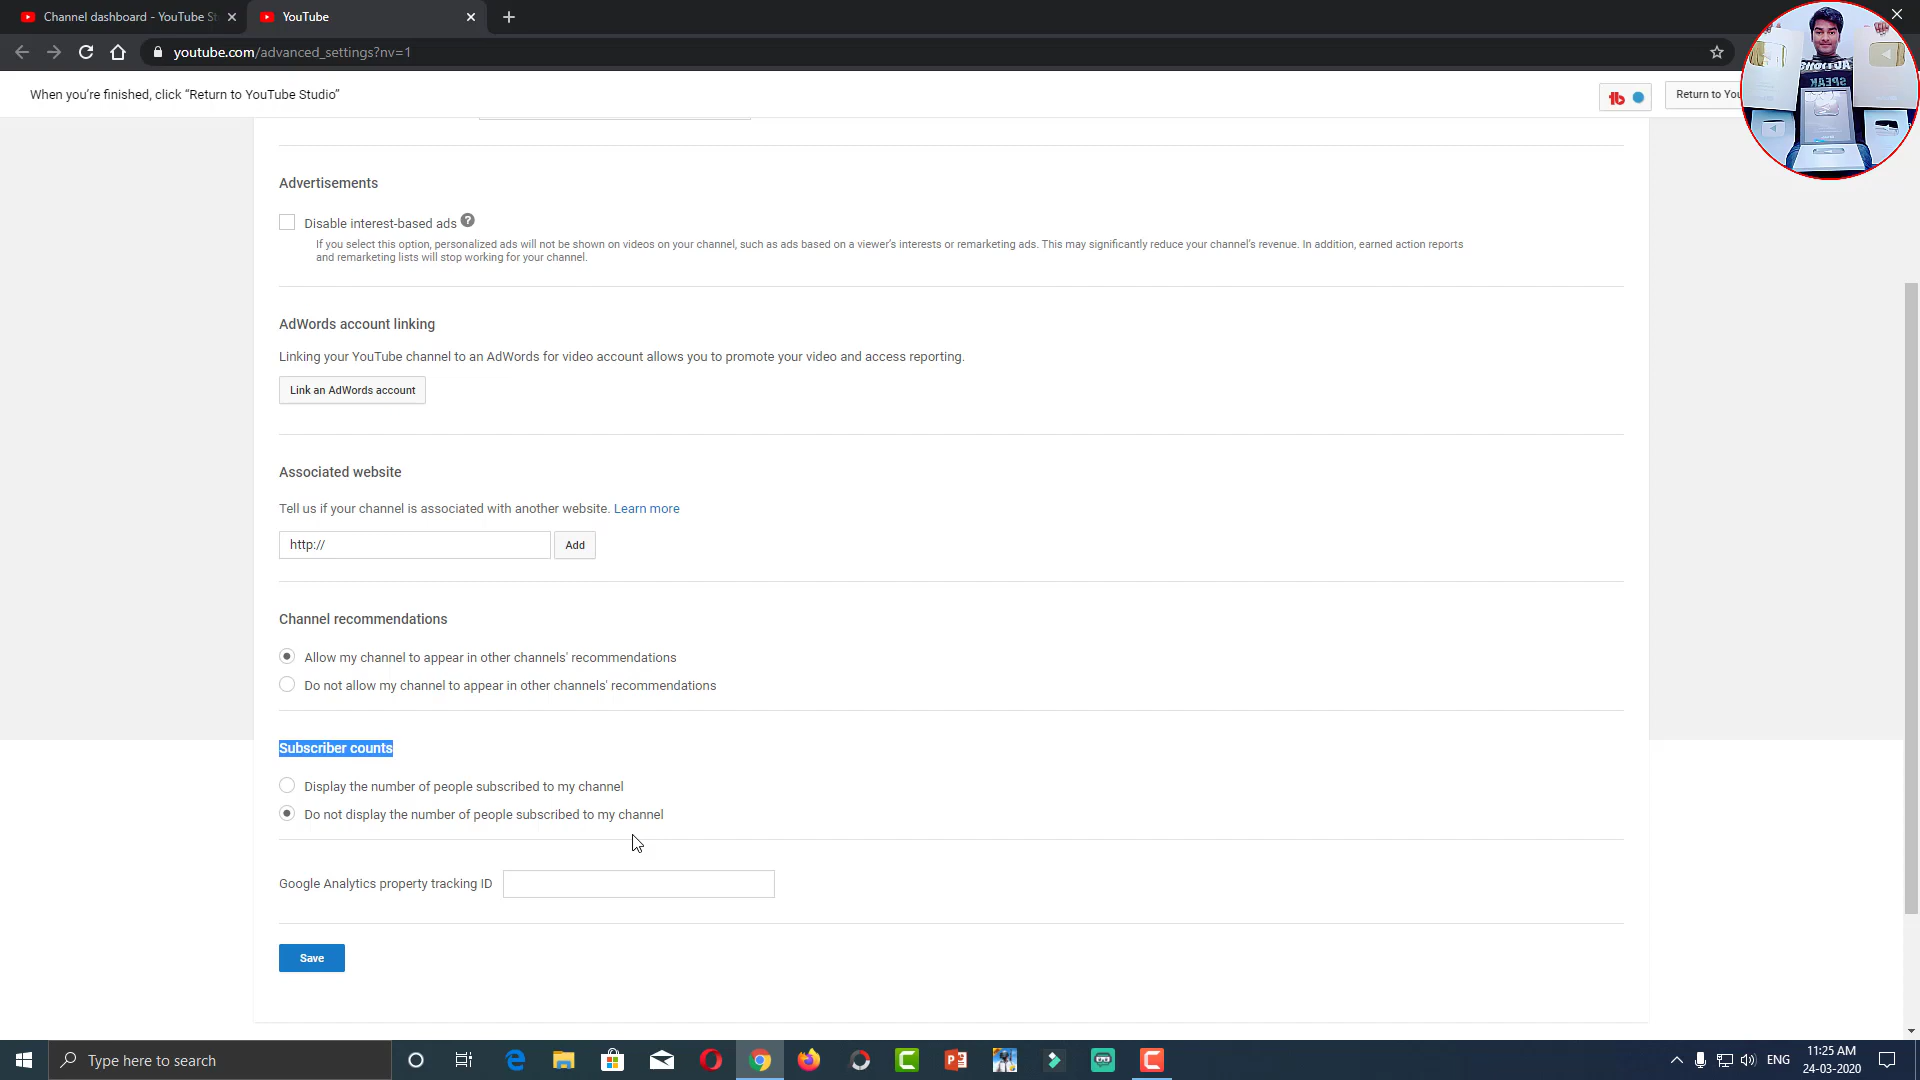 Channel dashboard - YouTube St
YouTube
youtube.com/advanced_settings?nv=1
When you're finished, click “Return to YouTube Studio”
Return to You
SPEAK
Advertisements
Disable interest-based ads
If you select this option, personalized ads will not be shown on videos on your channel, such as ads based on a viewer's interests or remarketing ads. This may significantly reduce your channel's revenue. In addition, earned action reports
and remarketing lists will stop working for your channel.
AdWords account linking
Linking your YouTube channel to an AdWords for video account allows you to promote your video and access reporting.
Link an AdWords account
Associated website
Tell us if your channel is associated with another website. Learn more
http://
Add
Channel recommendations
Allow my channel to appear in other channels' recommendations
Do not allow my channel to appear in other channels' recommendations
Subscriber counts
Display the number of people subscribed to my channel
Do not display the number of people subscribed to my channel
Google Analytics property tracking ID
Save
Type here to search
ENG
11:25 AM
24-03-2020